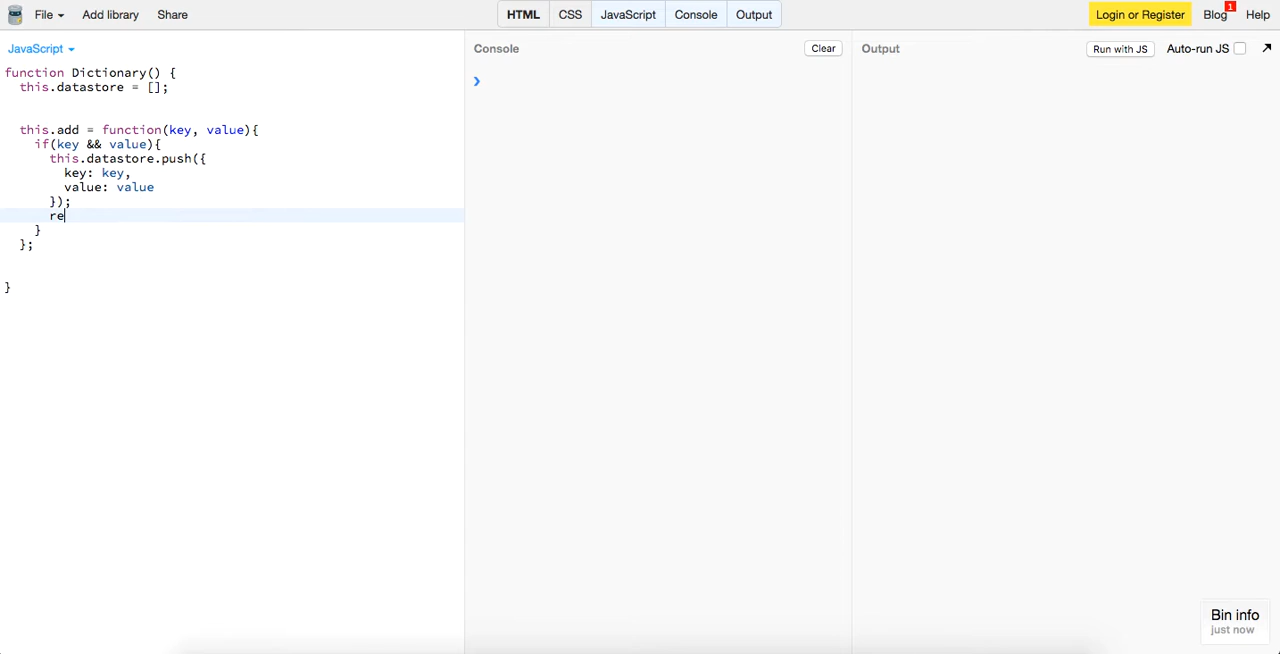 File Add library Share HTML CSS JavaScript Console Output Login or Register Blog 1 Help
JavaScript
function Dictionary() {
this.datastore = [];
this.add = function(key, value){
if(key && value){
this.datastore.push({
key: key,
value: value
});
re
}
};
}
Console Clear
Output Run with JS Auto-run JS
Bin info
just now